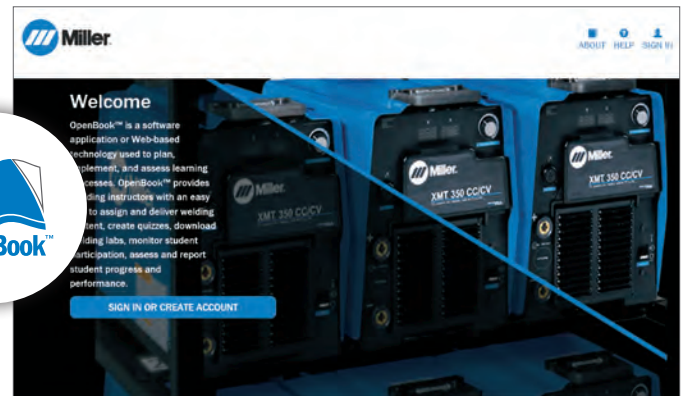 Miller
ABOUT HELP SIGN IN
Welcome
OpenBook™ is a software
application or Web-based
technology used to plan,
implement, and assess learning
OpenBook™ provides
instructors with an easy
to assign and deliver welding
create quizzes, download
labs, monitor student
participation, assess and report
student progress and
performance.
SIGN IN OR CREATE ACCOUNT
Book™
Miller
XMT 350 CC/CV
Miller
XMT 350 CC/CV
Miller
XMT 350 CC/CV